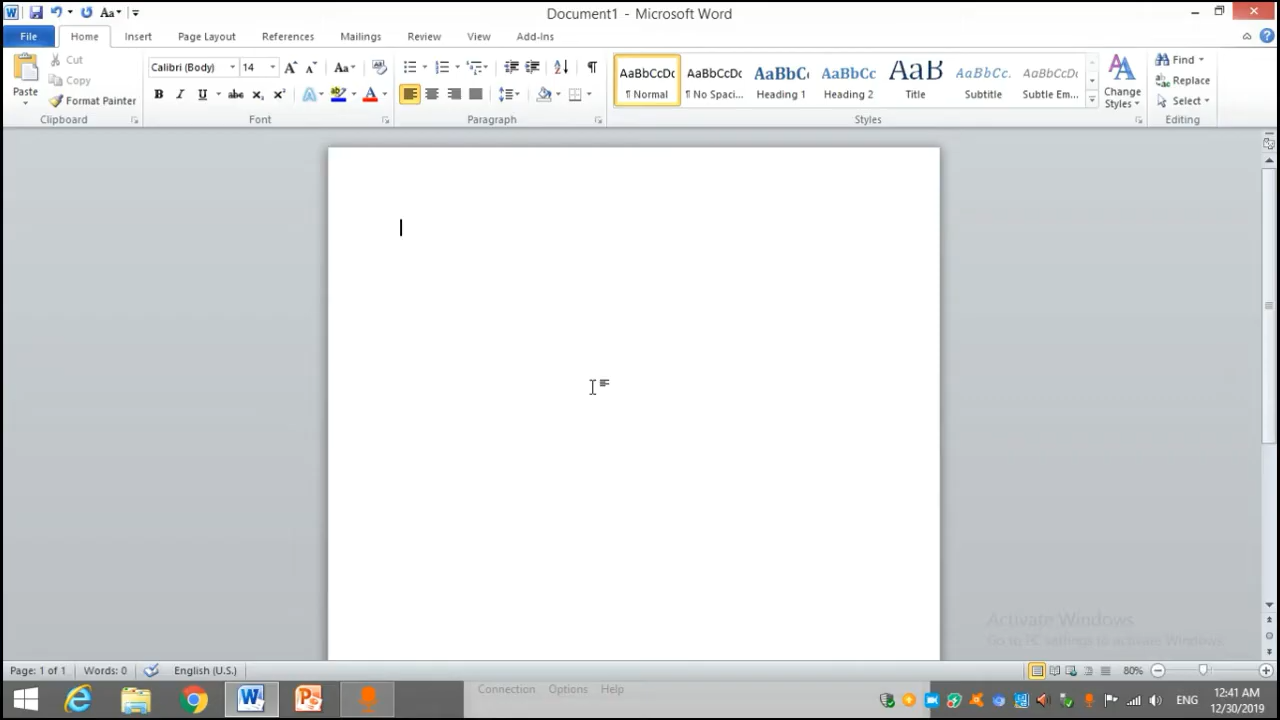 Document1 - Microsoft Word
File Home Insert Page Layout References Mailings Review View Add-Ins
Paste
Cut
Copy
Format Painter
Clipboard
Calibri (Body) 14
Font
Paragraph
AaBbCcDc AaBbCcDc AaBbC AaBbCc AaB AaBbCc. AaBbCcDc
¶ Normal ¶ No Spaci... Heading 1 Heading 2 Title Subtitle Subtle Em...
Styles
Change
Styles
Find
Replace
Select
Editing
Activate Windows
Go to PC settings to activate Windows.
Page: 1 of 1 Words: 0 English (U.S.) 80%
Connection Options Help
ENG
12:41 AM
12/30/2019